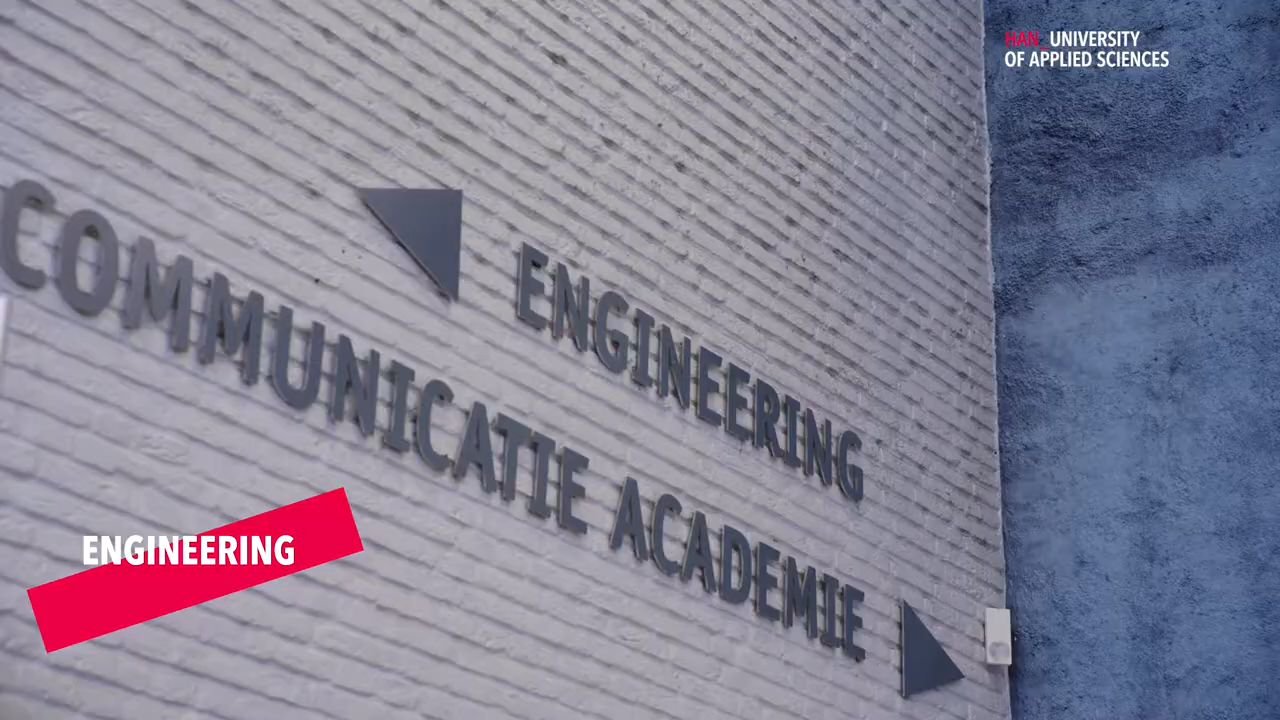 HAN_UNIVERSITY
OF APPLIED SCIENCES
ENGINEERING
COMMUNICATIE ACADEMIE
ENGINEERING